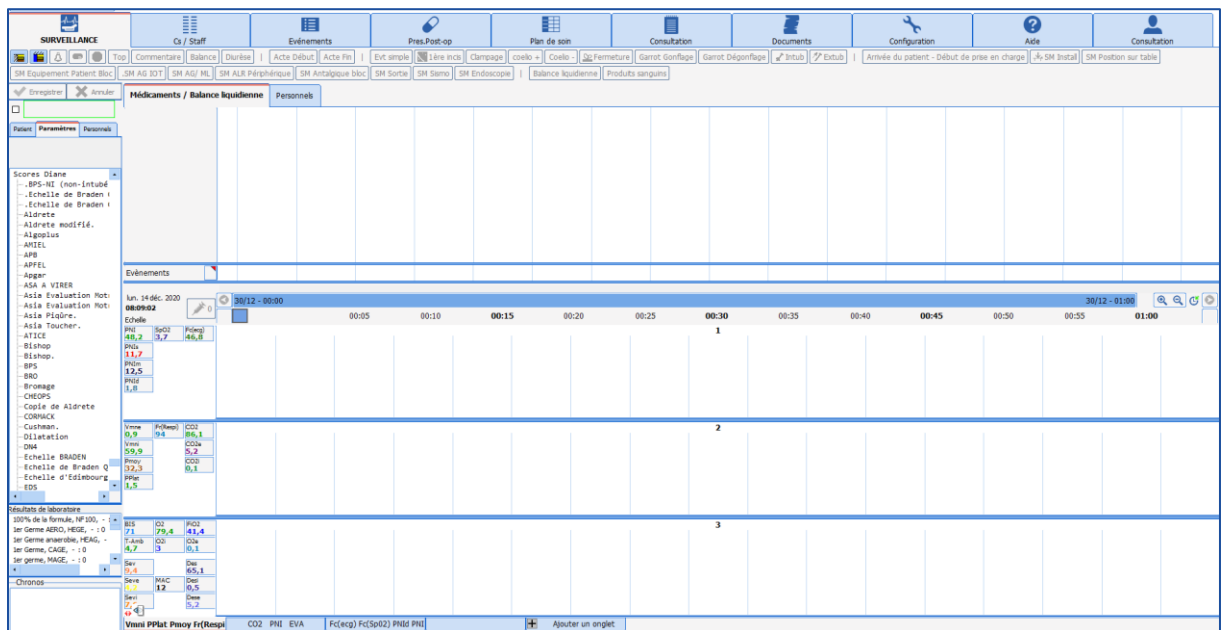 SURVEILLANCE Cs / Staff Evénements Pres.Post-op Plan de soin Consultation Documents Configuration Aide Consultation
Top Commentaire Balance Diurèse | Acte Début Acte Fin | Evt simple 1ère incis Clampage coelo + Coelo - Fermeture Garrot Gonflage Garrot Dégonflage Intub Extub | Arrivée du patient - Début de prise en charge SM Install SM Position sur table
SM Equipement Patient Bloc .SM AG IOT SM AG/ ML SM ALR Périphérique SM Antalgique bloc SM Sortie SM Sismo SM Endoscopie | Balance liquidienne Produits sanguins
Enregistrer Annuler
Médicaments / Balance liquidienne Personnels
Patient Paramètres Personnels
Scores Diane
.BPS-NI (non-intubé
.Echelle de Braden (
.Echelle de Braden (
Aldrete
Aldrete modifié.
Algoplus
AMIEL
APB
APFEL
Apgar
ASA A VIRER
Asia Evaluation Mot
Asia Evaluation Mot
Asia Piqûre.
Asia Toucher.
ATICE
Bishop
Bishop.
BPS
BRO
Bromage
CHEOPS
Copie de Aldrete
CORMACK
Cushman.
Dilatation
DN4
Echelle BRADEN
Echelle de Braden Q
Echelle d'Edimbourg
EDS
Résultats de laboratoire
100% de la formule, NF100, -
1er Germe AERO, HEGE, - : 0
1er Germe anaerobie, HEAG, -
1er Germe, CAGE, - : 0
1er germe, MAGE, - : 0
Chronos
Evènements
lun. 14 déc. 2020
08:09:02
0
Echelle
30/12 - 00:00 30/12 - 01:00
00:05 00:10 00:15 00:20 00:25 00:30 00:35 00:40 00:45 00:50 00:55 01:00
1
PNI SpO2 Fc(ecg)
48,2 3,7 46,8
PNIs
11,7
PNIm
12,5
PNId
1,8
2
Vmne Fr(Respi) CO2
0,9 94 86,1
Vmni CO2e
59,9 5,2
Pmoy CO2i
32,3 0,1
PPlat
1,5
3
BIS O2 FiO2
71 79,4 41,4
T-Amb O2i O2e
4,7 3 0,1
Sev Des
9,4 65,1
Seve MAC Desi
12 0,5
Sevi Dese
5,2
Vmni PPlat Pmoy Fr(Respi CO2 PNI EVA Fc(ecg) Fc(SpO2) PNId PNI Ajouter un onglet